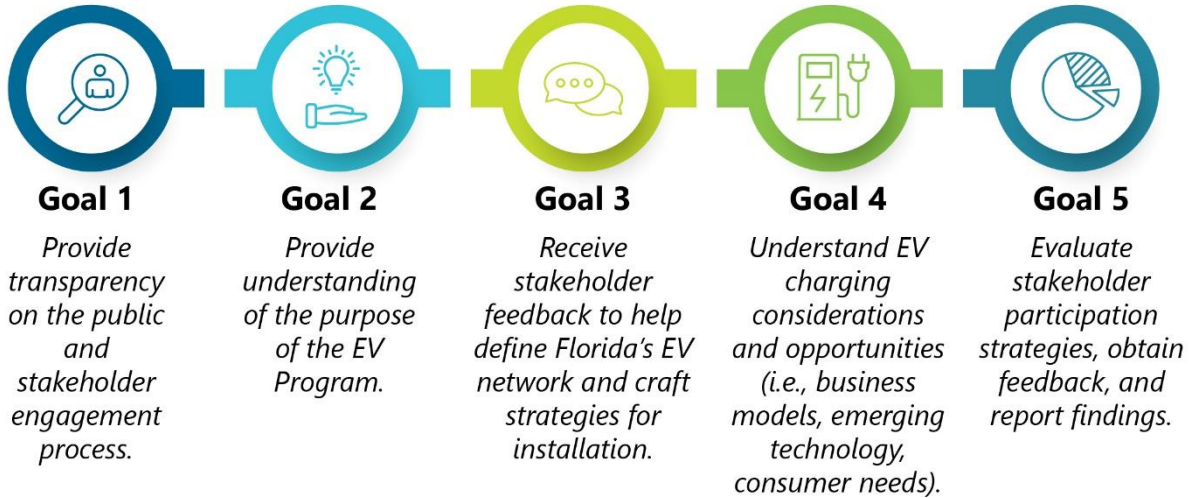 Goal 1
Provide
transparency
on the public
and
stakeholder
engagement
process.
Goal 2
Provide
understanding
of the purpose
of the EV
Program.
Goal 3
Receive
stakeholder
feedback to help
define Florida’s EV
network and craft
strategies for
installation.
Goal 4
Understand EV
charging
considerations
and opportunities
(i.e., business
models, emerging
technology,
consumer needs).
Goal 5
Evaluate
stakeholder
participation
strategies, obtain
feedback, and
report findings.